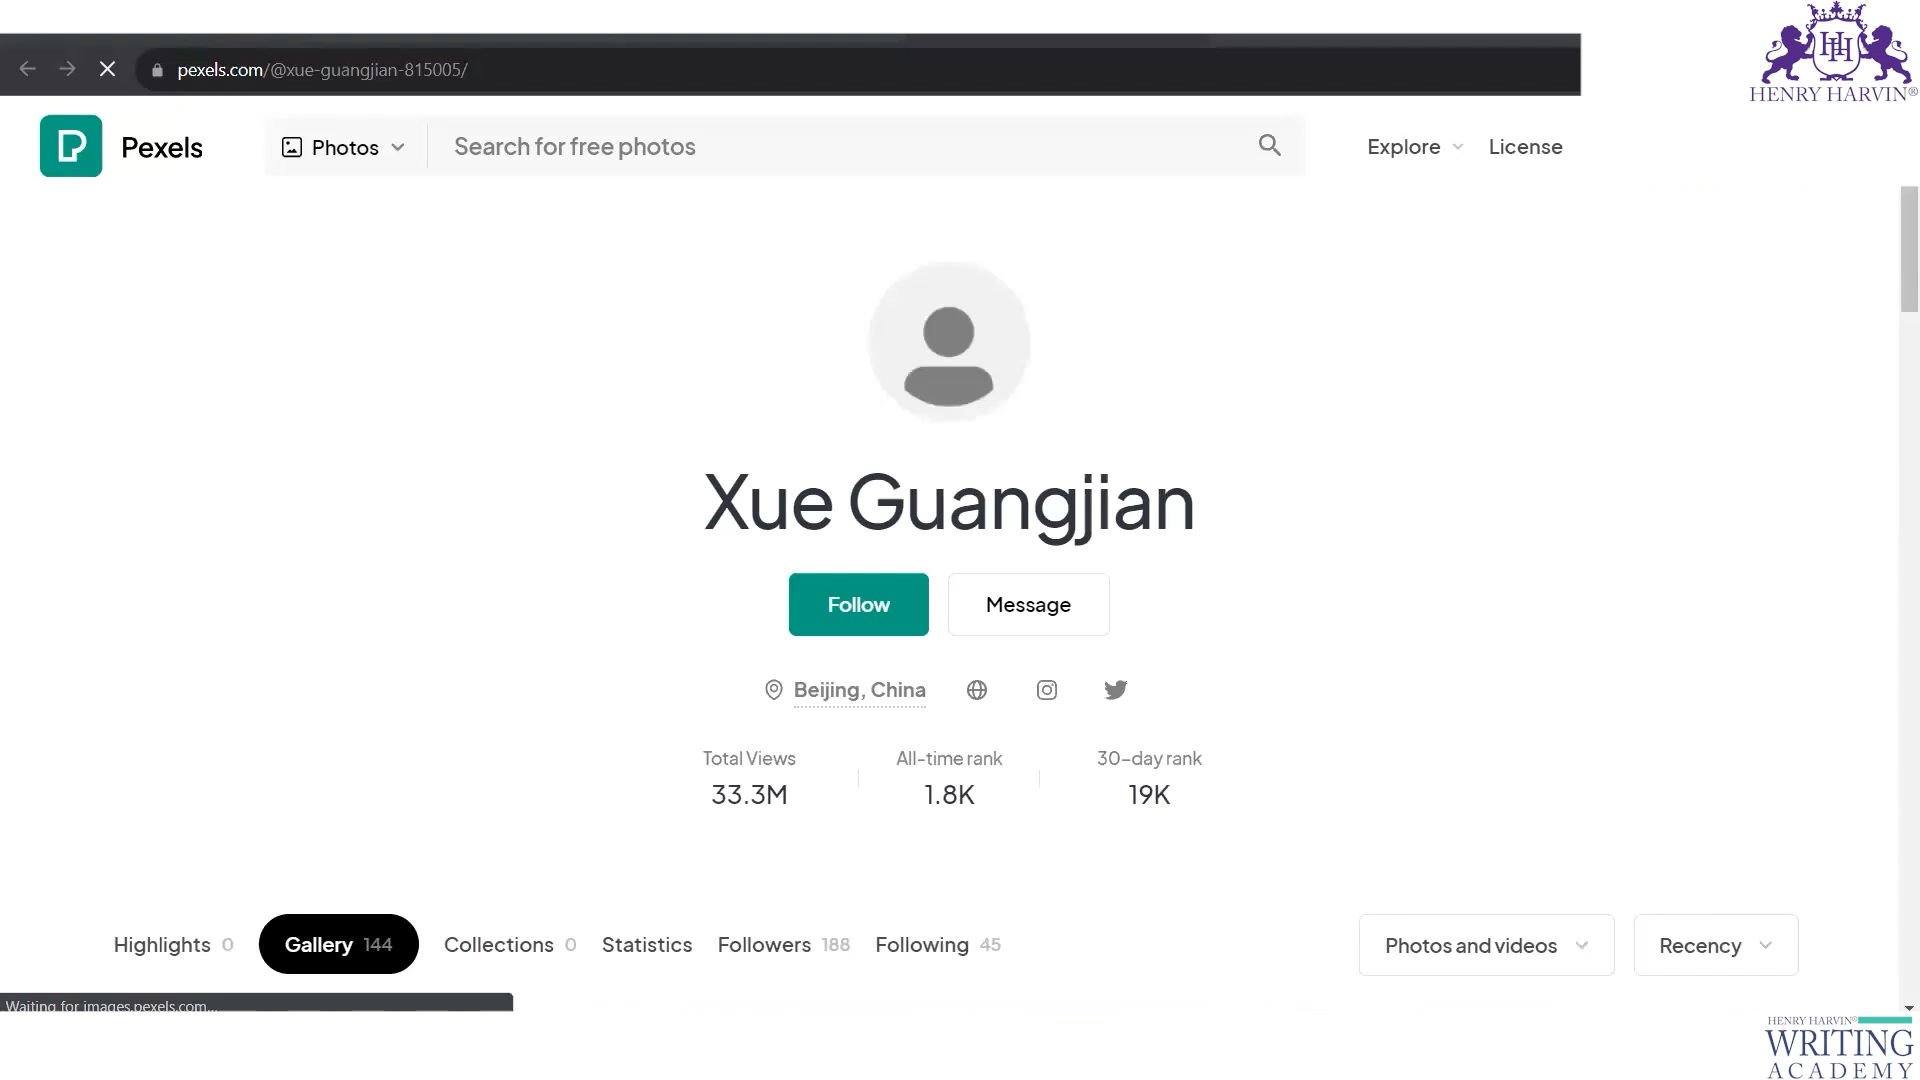 HENRY HARVIN®
pexels.com/@xue-guangjian-815005/
Pexels
Photos
Search for free photos
Explore
License
Xue Guangjian
Follow
Message
Beijing, China
Total Views
33.3M
All-time rank
1.8K
30-day rank
19K
Highlights 0
Gallery 144
Collections 0
Statistics
Followers 188
Following 45
Photos and videos
Recency
Waiting for images.pexels.com...
HENRY HARVIN®
WRITING
ACADEMY